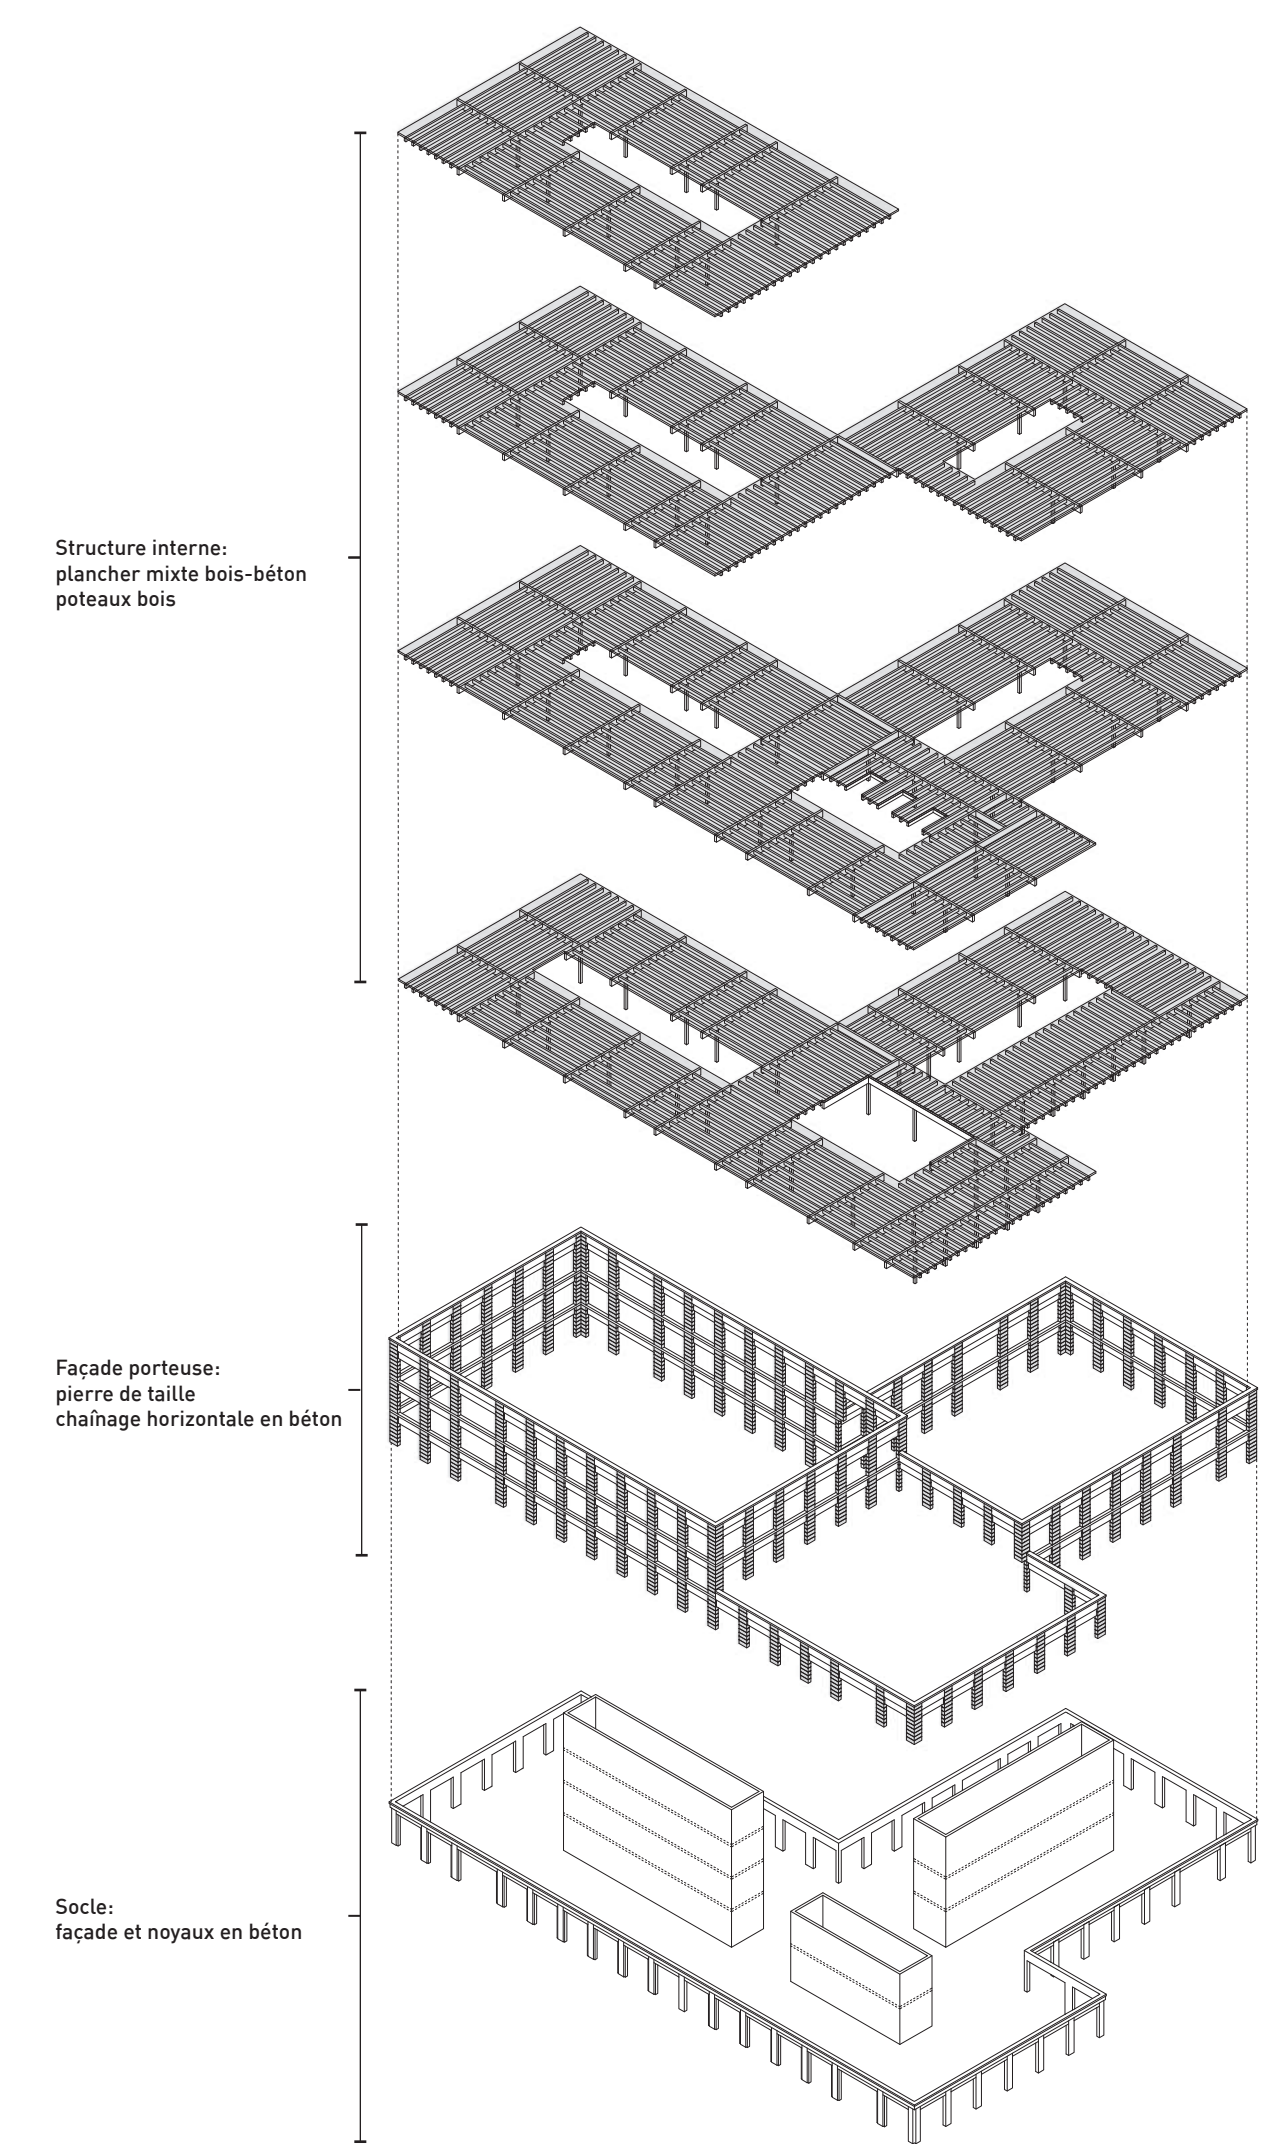 Structure interne:
plancher mixte bois-béton
poteaux bois
Façade porteuse:
pierre de taille
chaînage horizontale en béton
Socle:
façade et noyaux en béton